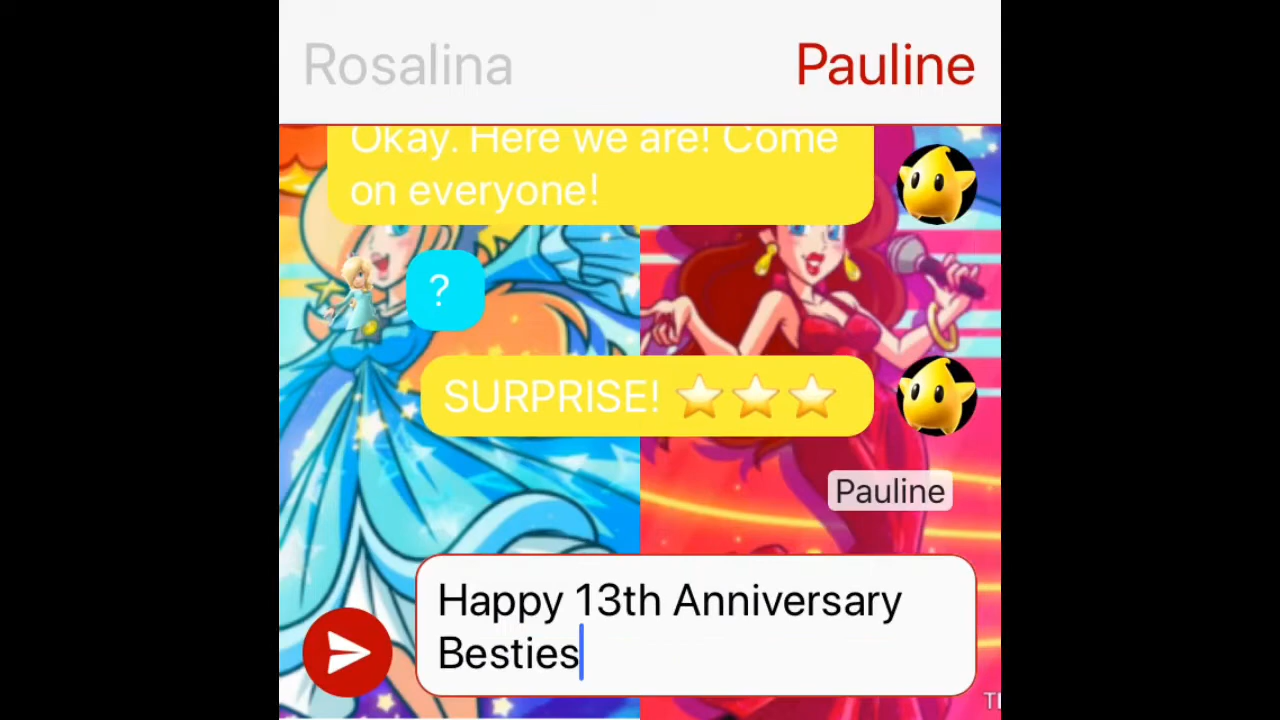 Rosalina
Pauline
Okay. Here we are! Come
on everyone!
?
SURPRISE! ⭐⭐⭐
Pauline
Happy 13th Anniversary
Besties